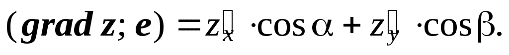 (grad z; e) = z▯ₓ · cos α + z▯ᵧ · cos β.